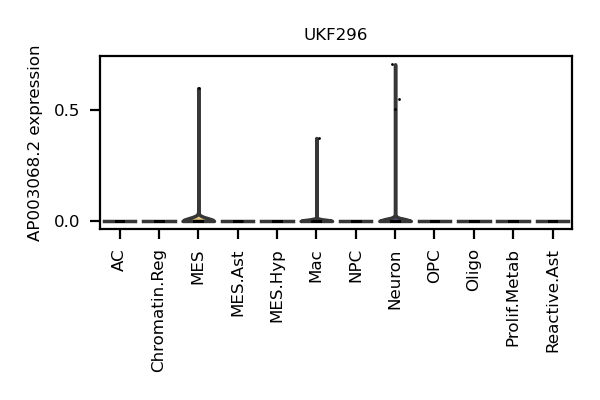 UKF296
AP003068.2 expression
0.5
0.0
AC
Chromatin.Reg
MES
MES.Ast
MES.Hyp
Mac
NPC
Neuron
OPC
Oligo
Prolif.Metab
Reactive.Ast